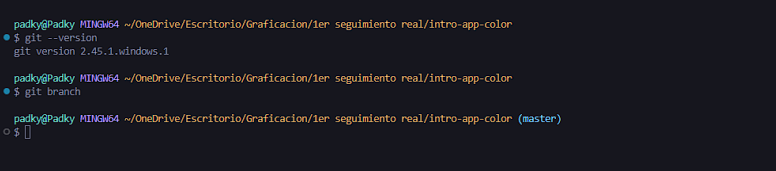 padky@Padky MINGW64 ~/OneDrive/Escritorio/Graficacion/1er seguimiento real/intro-app-color
$ git --version
git version 2.45.1.windows.1
padky@Padky MINGW64 ~/OneDrive/Escritorio/Graficacion/1er seguimiento real/intro-app-color
$ git branch
padky@Padky MINGW64 ~/OneDrive/Escritorio/Graficacion/1er seguimiento real/intro-app-color (master)
$